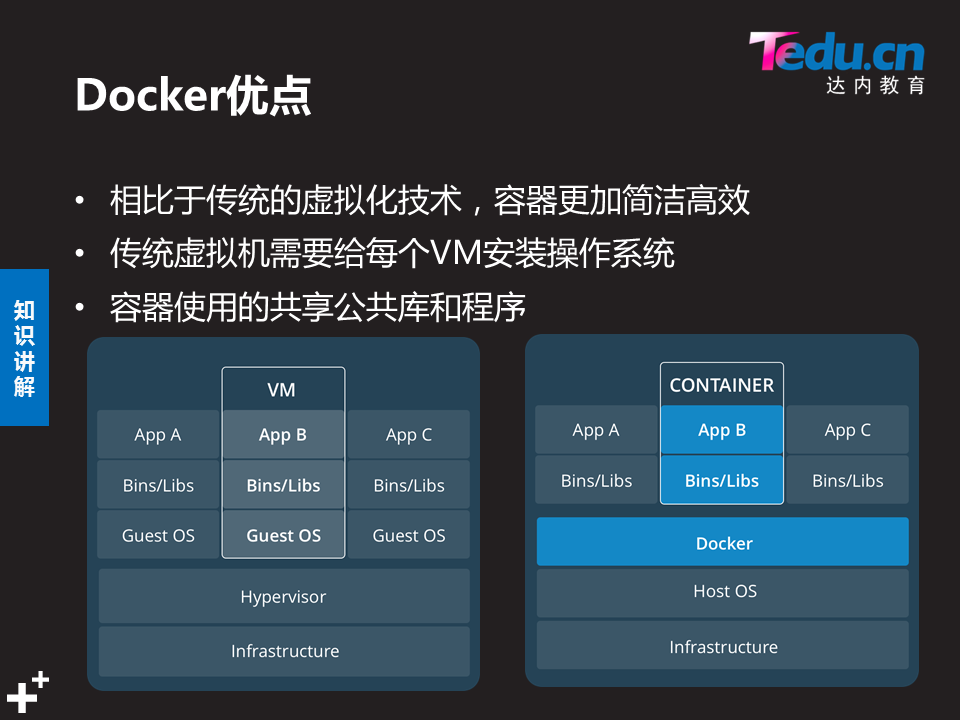 Tedu.cn
达内教育
Docker优点
• 相比于传统的虚拟化技术，容器更加简洁高效
• 传统虚拟机需要给每个VM安装操作系统
• 容器使用的共享公共库和程序
知识讲解
VM
App A App B App C
Bins/Libs Bins/Libs Bins/Libs
Guest OS Guest OS Guest OS
Hypervisor
Infrastructure
CONTAINER
App A App B App C
Bins/Libs Bins/Libs Bins/Libs
Docker
Host OS
Infrastructure